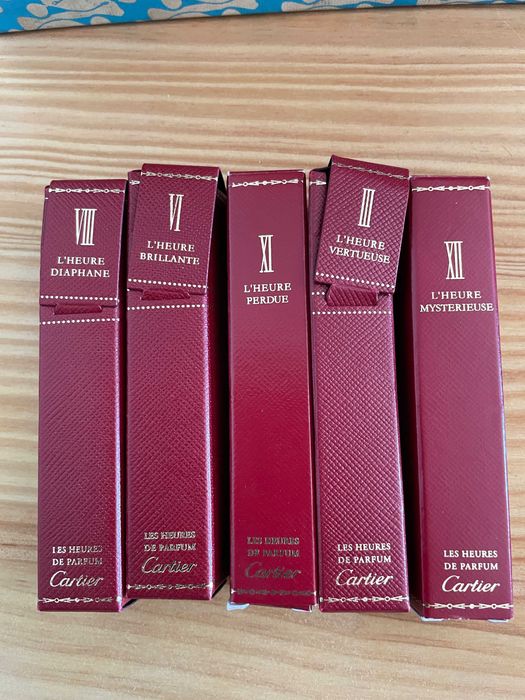 VIII
L'HEURE
DIAPHANE
LES HEURES
DE PARFUM
Cartier
VI
L'HEURE
BRILLANTE
LES HEURES
DE PARFUM
Cartier
XI
L'HEURE
PERDUE
LES HEURES
DE PARFUM
Cartier
III
L'HEURE
VERTUEUSE
LES HEURES
DE PARFUM
Cartier
XII
L'HEURE
MYSTERIEUSE
LES HEURES
DE PARFUM
Cartier